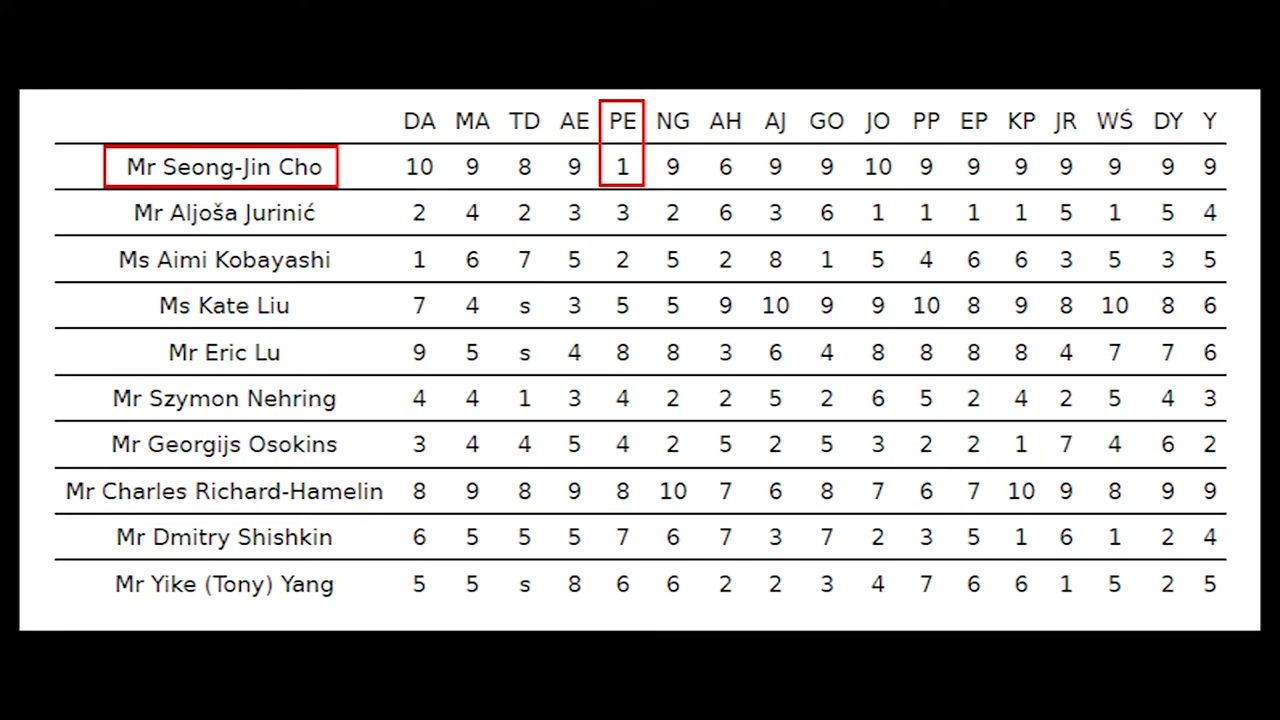 DA MA TD AE PE NG AH AJ GO JO PP EP KP JR WŚ DY Y
Mr Seong-Jin Cho 10 9 8 9 1 9 6 9 9 10 9 9 9 9 9 9 9
Mr Aljoša Jurinić 2 4 2 3 3 2 6 3 6 1 1 1 1 5 1 5 4
Ms Aimi Kobayashi 1 6 7 5 2 5 2 8 1 5 4 6 6 3 5 3 5
Ms Kate Liu 7 4 s 3 5 5 9 10 9 9 10 8 9 8 10 8 6
Mr Eric Lu 9 5 s 4 8 8 3 6 4 8 8 8 8 4 7 7 6
Mr Szymon Nehring 4 4 1 3 4 2 2 5 2 6 5 2 4 2 5 4 3
Mr Georgijs Osokins 3 4 4 5 4 2 5 2 5 3 2 2 1 7 4 6 2
Mr Charles Richard-Hamelin 8 9 8 9 8 10 7 6 8 7 6 7 10 9 8 9 9
Mr Dmitry Shishkin 6 5 5 5 7 6 7 3 7 2 3 5 1 6 1 2 4
Mr Yike (Tony) Yang 5 5 s 8 6 6 2 2 3 4 7 6 6 1 5 2 5